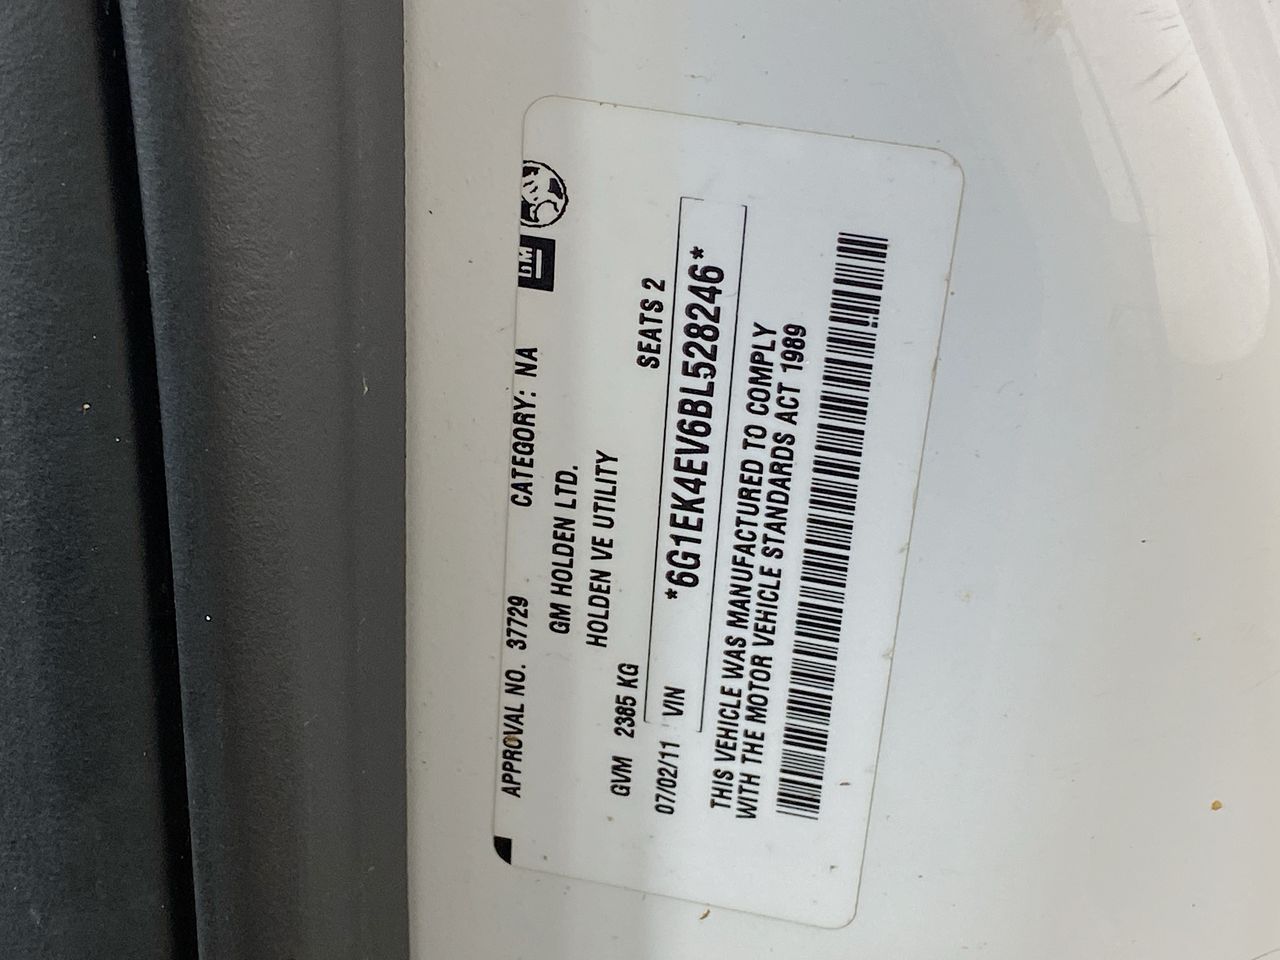 APPROVAL NO. 37729 CATEGORY: NA GM
GM HOLDEN LTD.
HOLDEN VE UTILITY
GVM 2385 KG SEATS 2
07/02/11 VIN *6G1EK4EV6BL528246*
THIS VEHICLE WAS MANUFACTURED TO COMPLY
WITH THE MOTOR VEHICLE STANDARDS ACT 1989